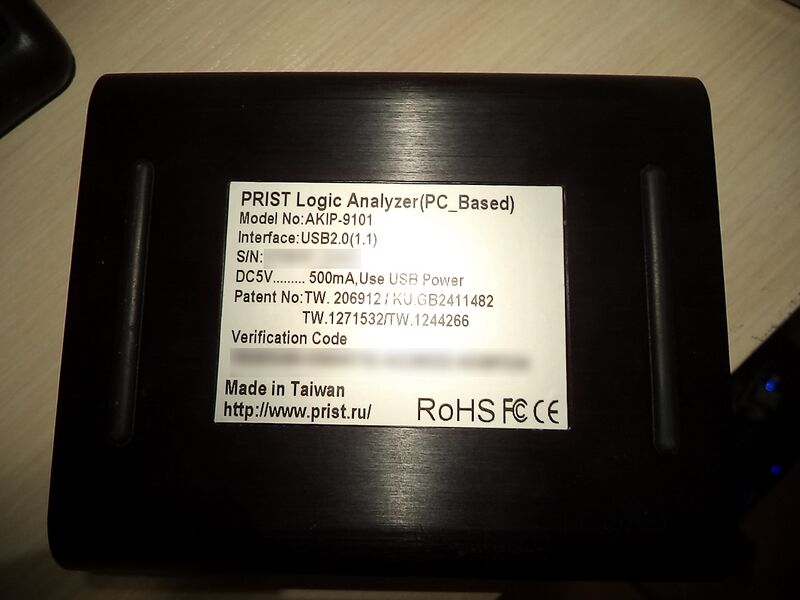 PRIST Logic Analyzer(PC_Based)
Model No:AKIP-9101
Interface:USB2.0(1.1)
S/N:
DC5V......... 500mA,Use USB Power
Patent No:TW. 206912 / KU.GB2411482
TW.1271532/TW.1244266
Verification Code
Made in Taiwan
http://www.prist.ru/
RoHS FC CE